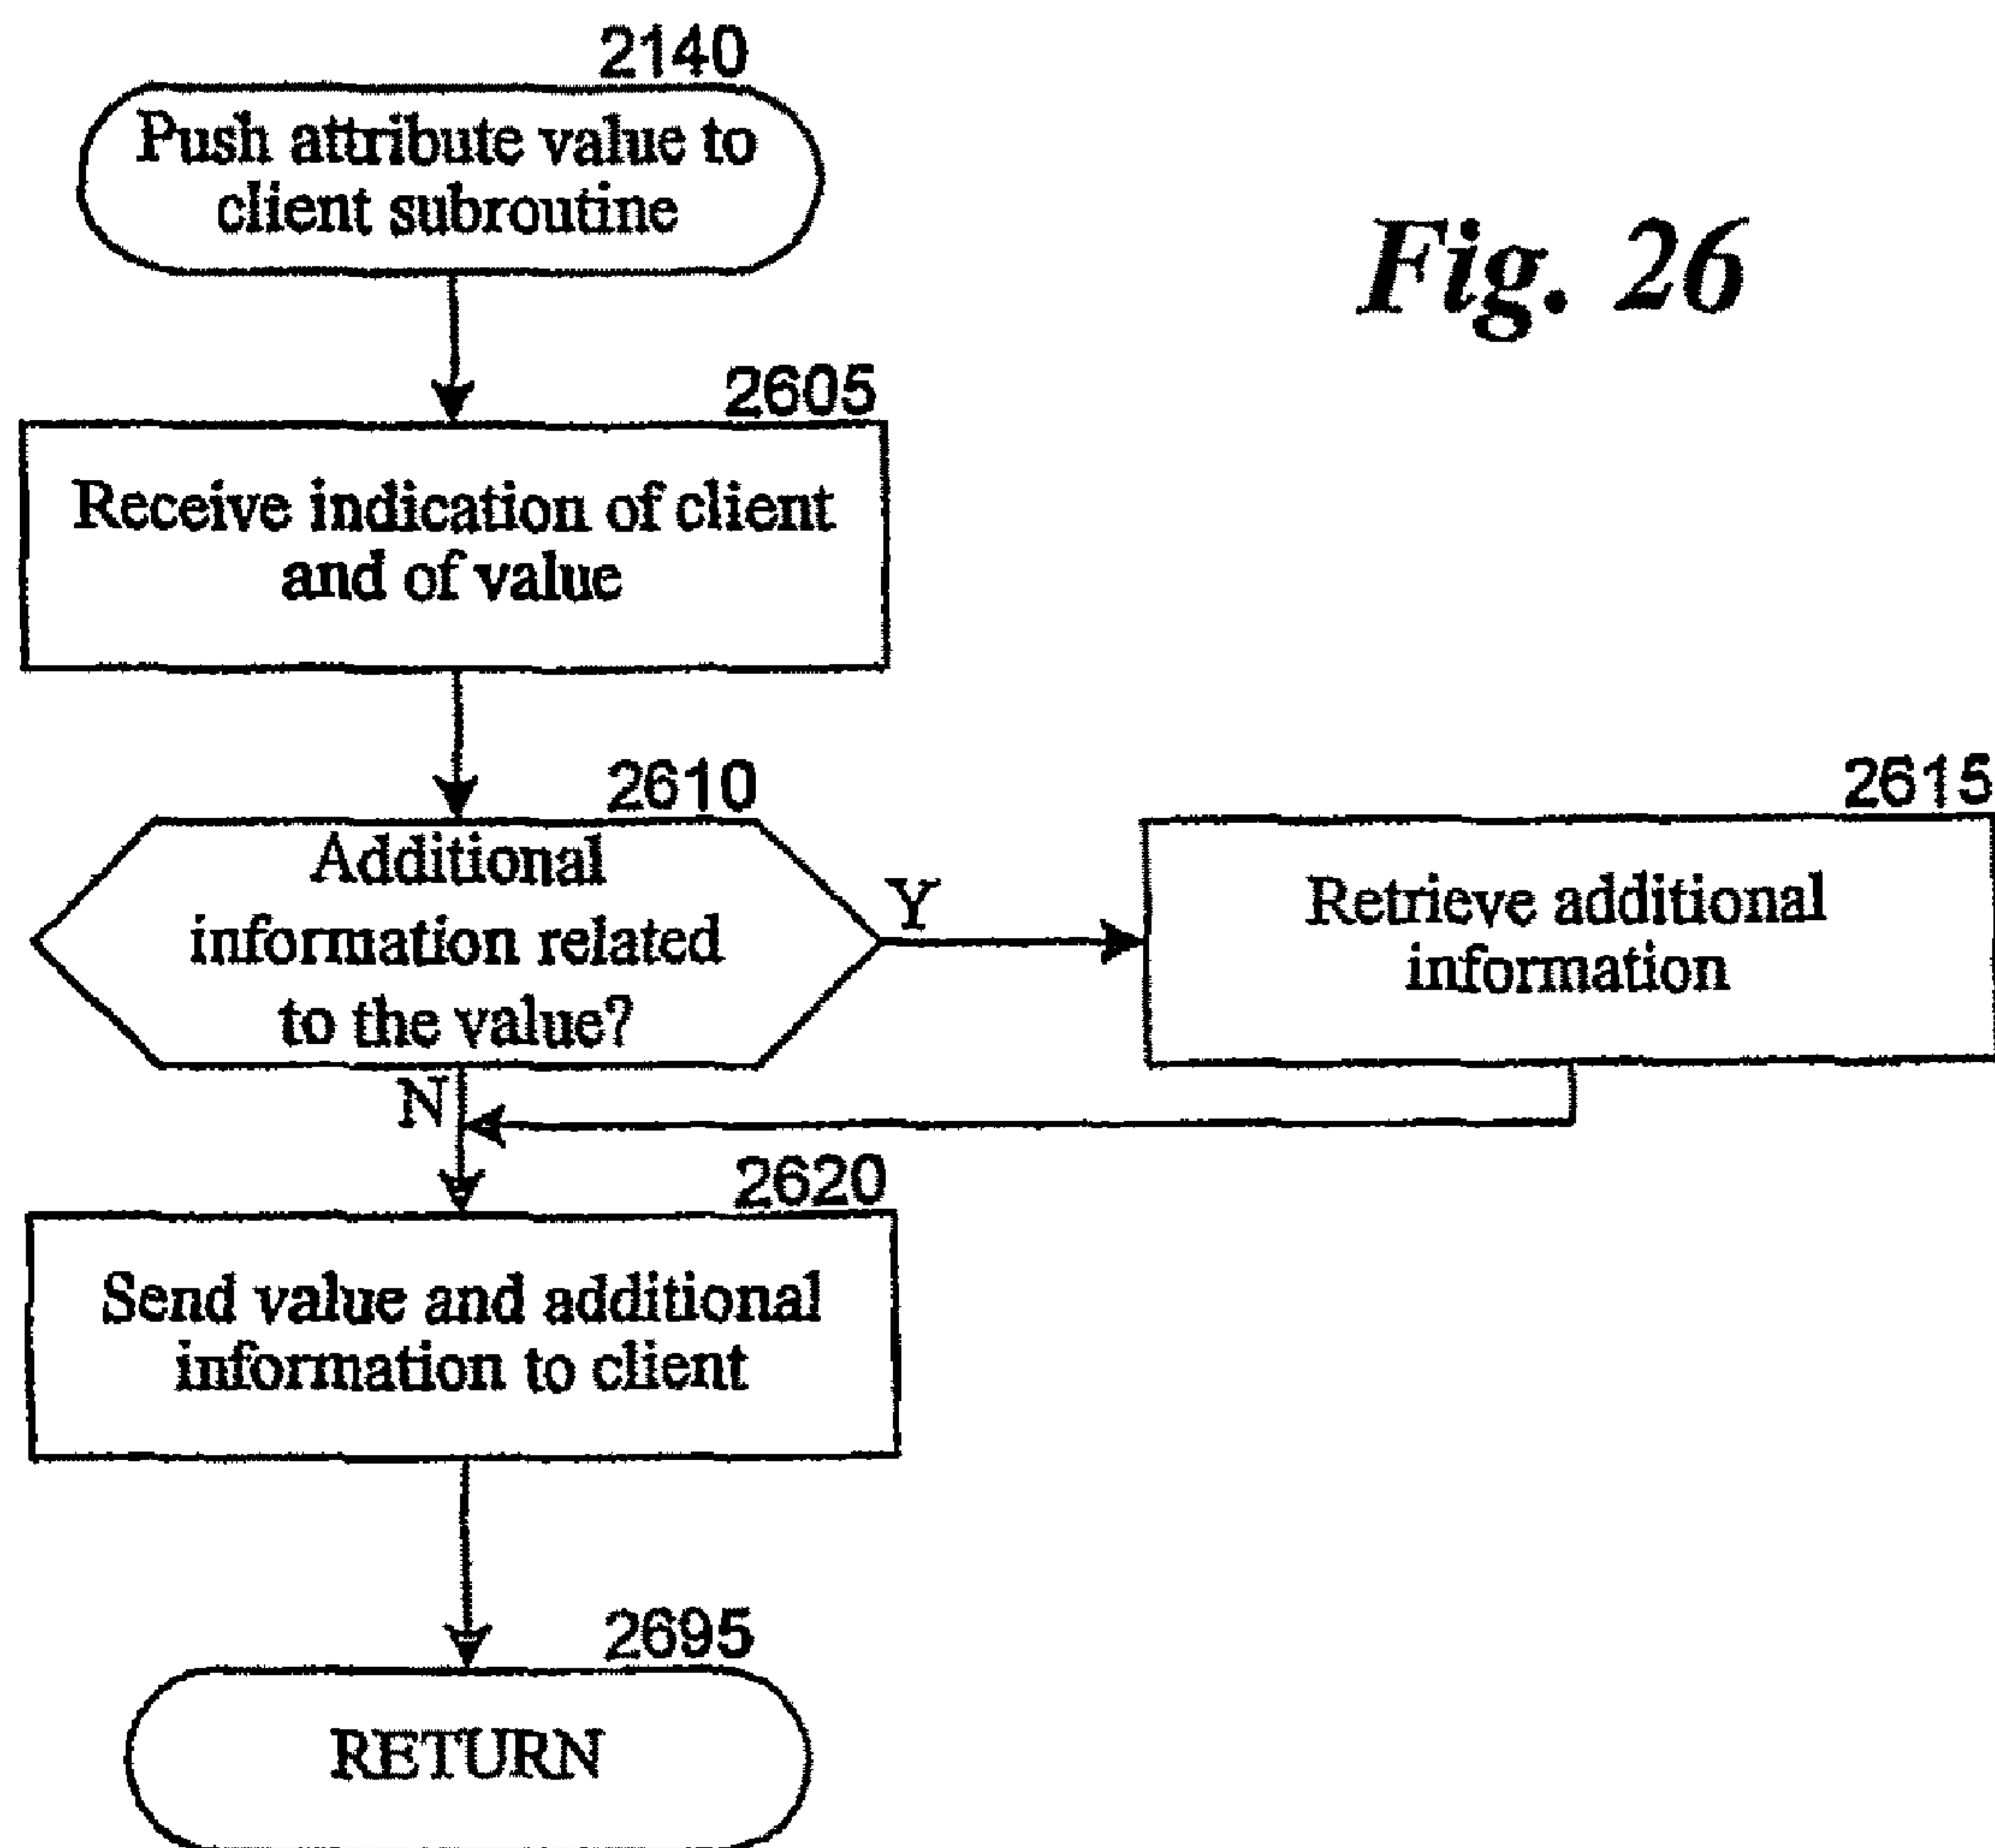 2140
Push attribute value to
client subroutine
Fig. 26
2605
Receive indication of client
and of value
2610
Additional
information related
to the value?
Y
2615
Retrieve additional
information
N
2620
Send value and additional
information to client
2695
RETURN